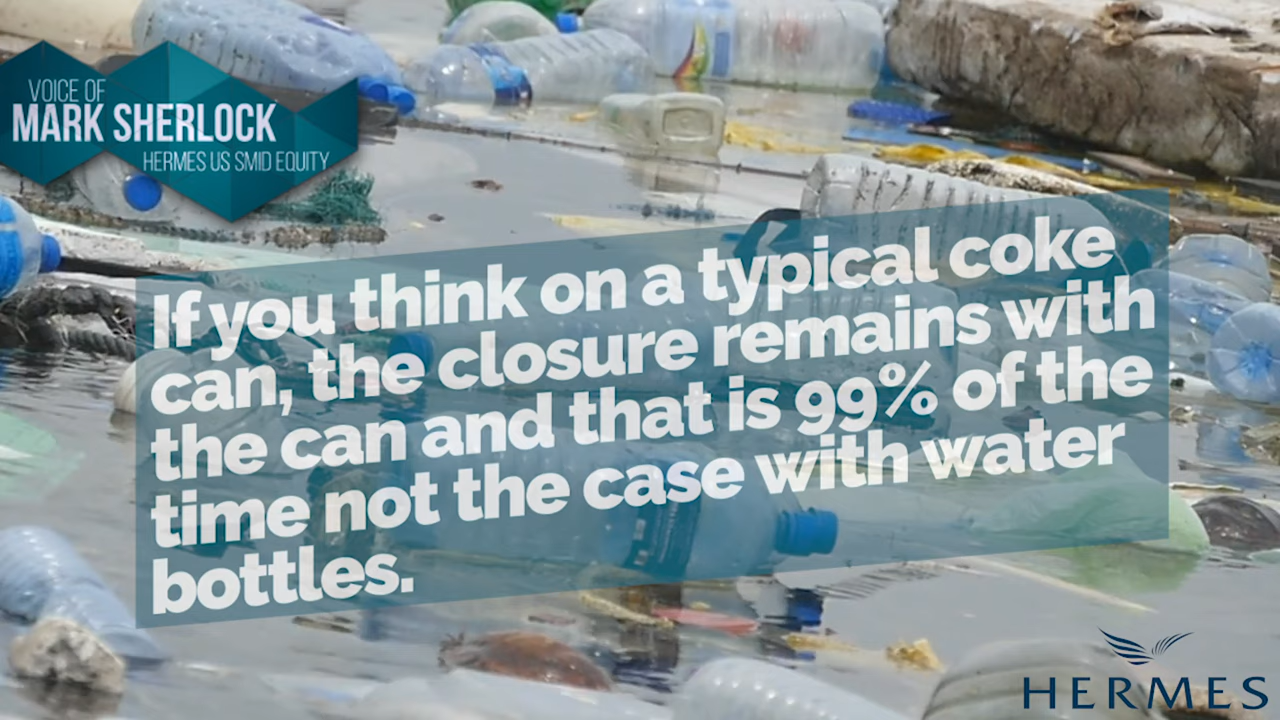 VOICE OF
MARK SHERLOCK
HERMES US SMID EQUITY
If you think on a typical coke
can, the closure remains with
the can and that is 99% of the
time not the case with water
bottles.
HERMES